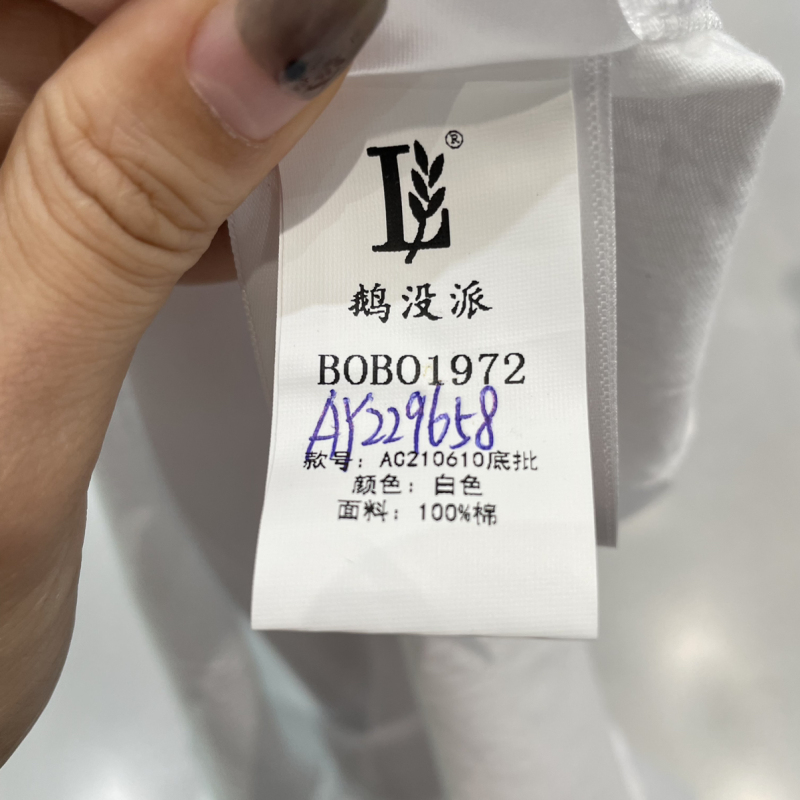 L®
鹅没派
BOBO1972
AY229658
款号：AC210610底批
颜色：白色
面料：100%棉